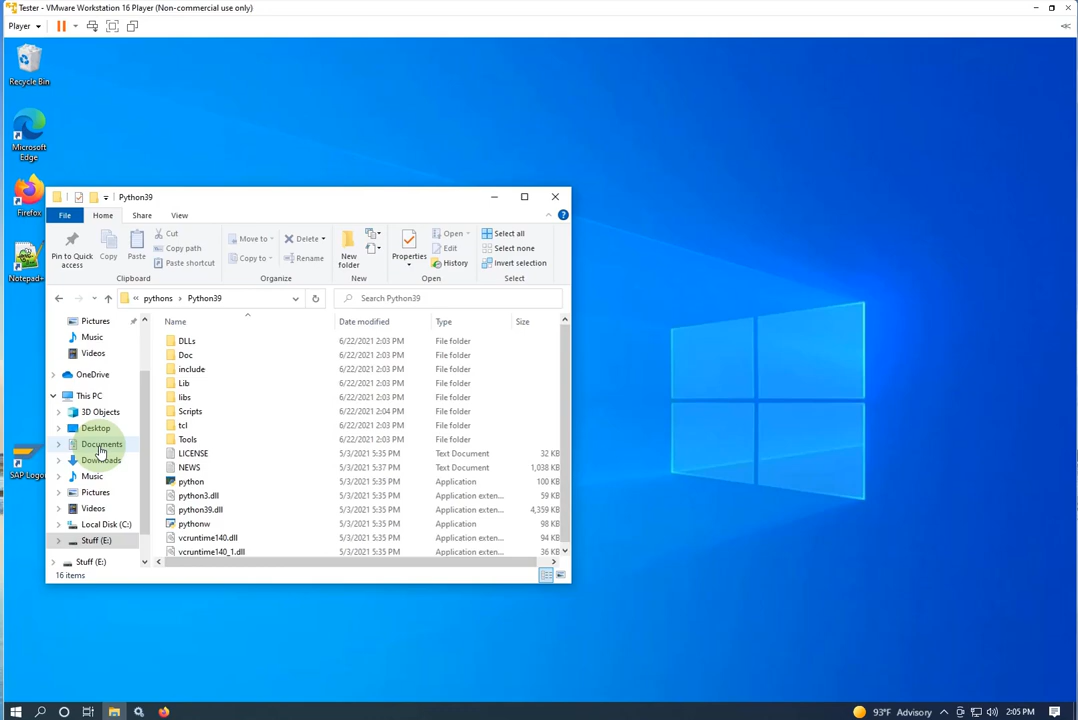 Tester - VMware Workstation 16 Player (Non-commercial use only)
Player
Recycle Bin
Microsoft Edge
Firefox
Notepad+
SAP Logo
Python39
File Home Share View
Pin to Quick access
Copy
Paste
Cut
Copy path
Paste shortcut
Clipboard
Move to
Copy to
Delete
Rename
Organize
New folder
New
Properties
Open
Edit
History
Open
Select all
Select none
Invert selection
Select
pythons Python39
Search Python39
Pictures
Music
Videos
OneDrive
This PC
3D Objects
Desktop
Documents
Downloads
Music
Pictures
Videos
Local Disk (C:)
Stuff (E:)
Stuff (E:)
Name Date modified Type Size
DLLs 6/22/2021 2:03 PM File folder
Doc 6/22/2021 2:03 PM File folder
include 6/22/2021 2:03 PM File folder
Lib 6/22/2021 2:03 PM File folder
libs 6/22/2021 2:03 PM File folder
Scripts 6/22/2021 2:04 PM File folder
tcl 6/22/2021 2:03 PM File folder
Tools 6/22/2021 2:03 PM File folder
LICENSE 5/3/2021 5:35 PM Text Document 32 KB
NEWS 5/3/2021 5:35 PM Text Document 1,038 KB
python 5/3/2021 5:35 PM Application 100 KB
python3.dll 5/3/2021 5:35 PM Application exten... 59 KB
python39.dll 5/3/2021 5:35 PM Application exten... 4,359 KB
pythonw 5/3/2021 5:35 PM Application 98 KB
vcruntime140.dll 5/3/2021 5:35 PM Application exten... 94 KB
vcruntime140_1.dll 5/3/2021 5:35 PM Application exten... 36 KB
16 items
93°F Advisory
2:05 PM